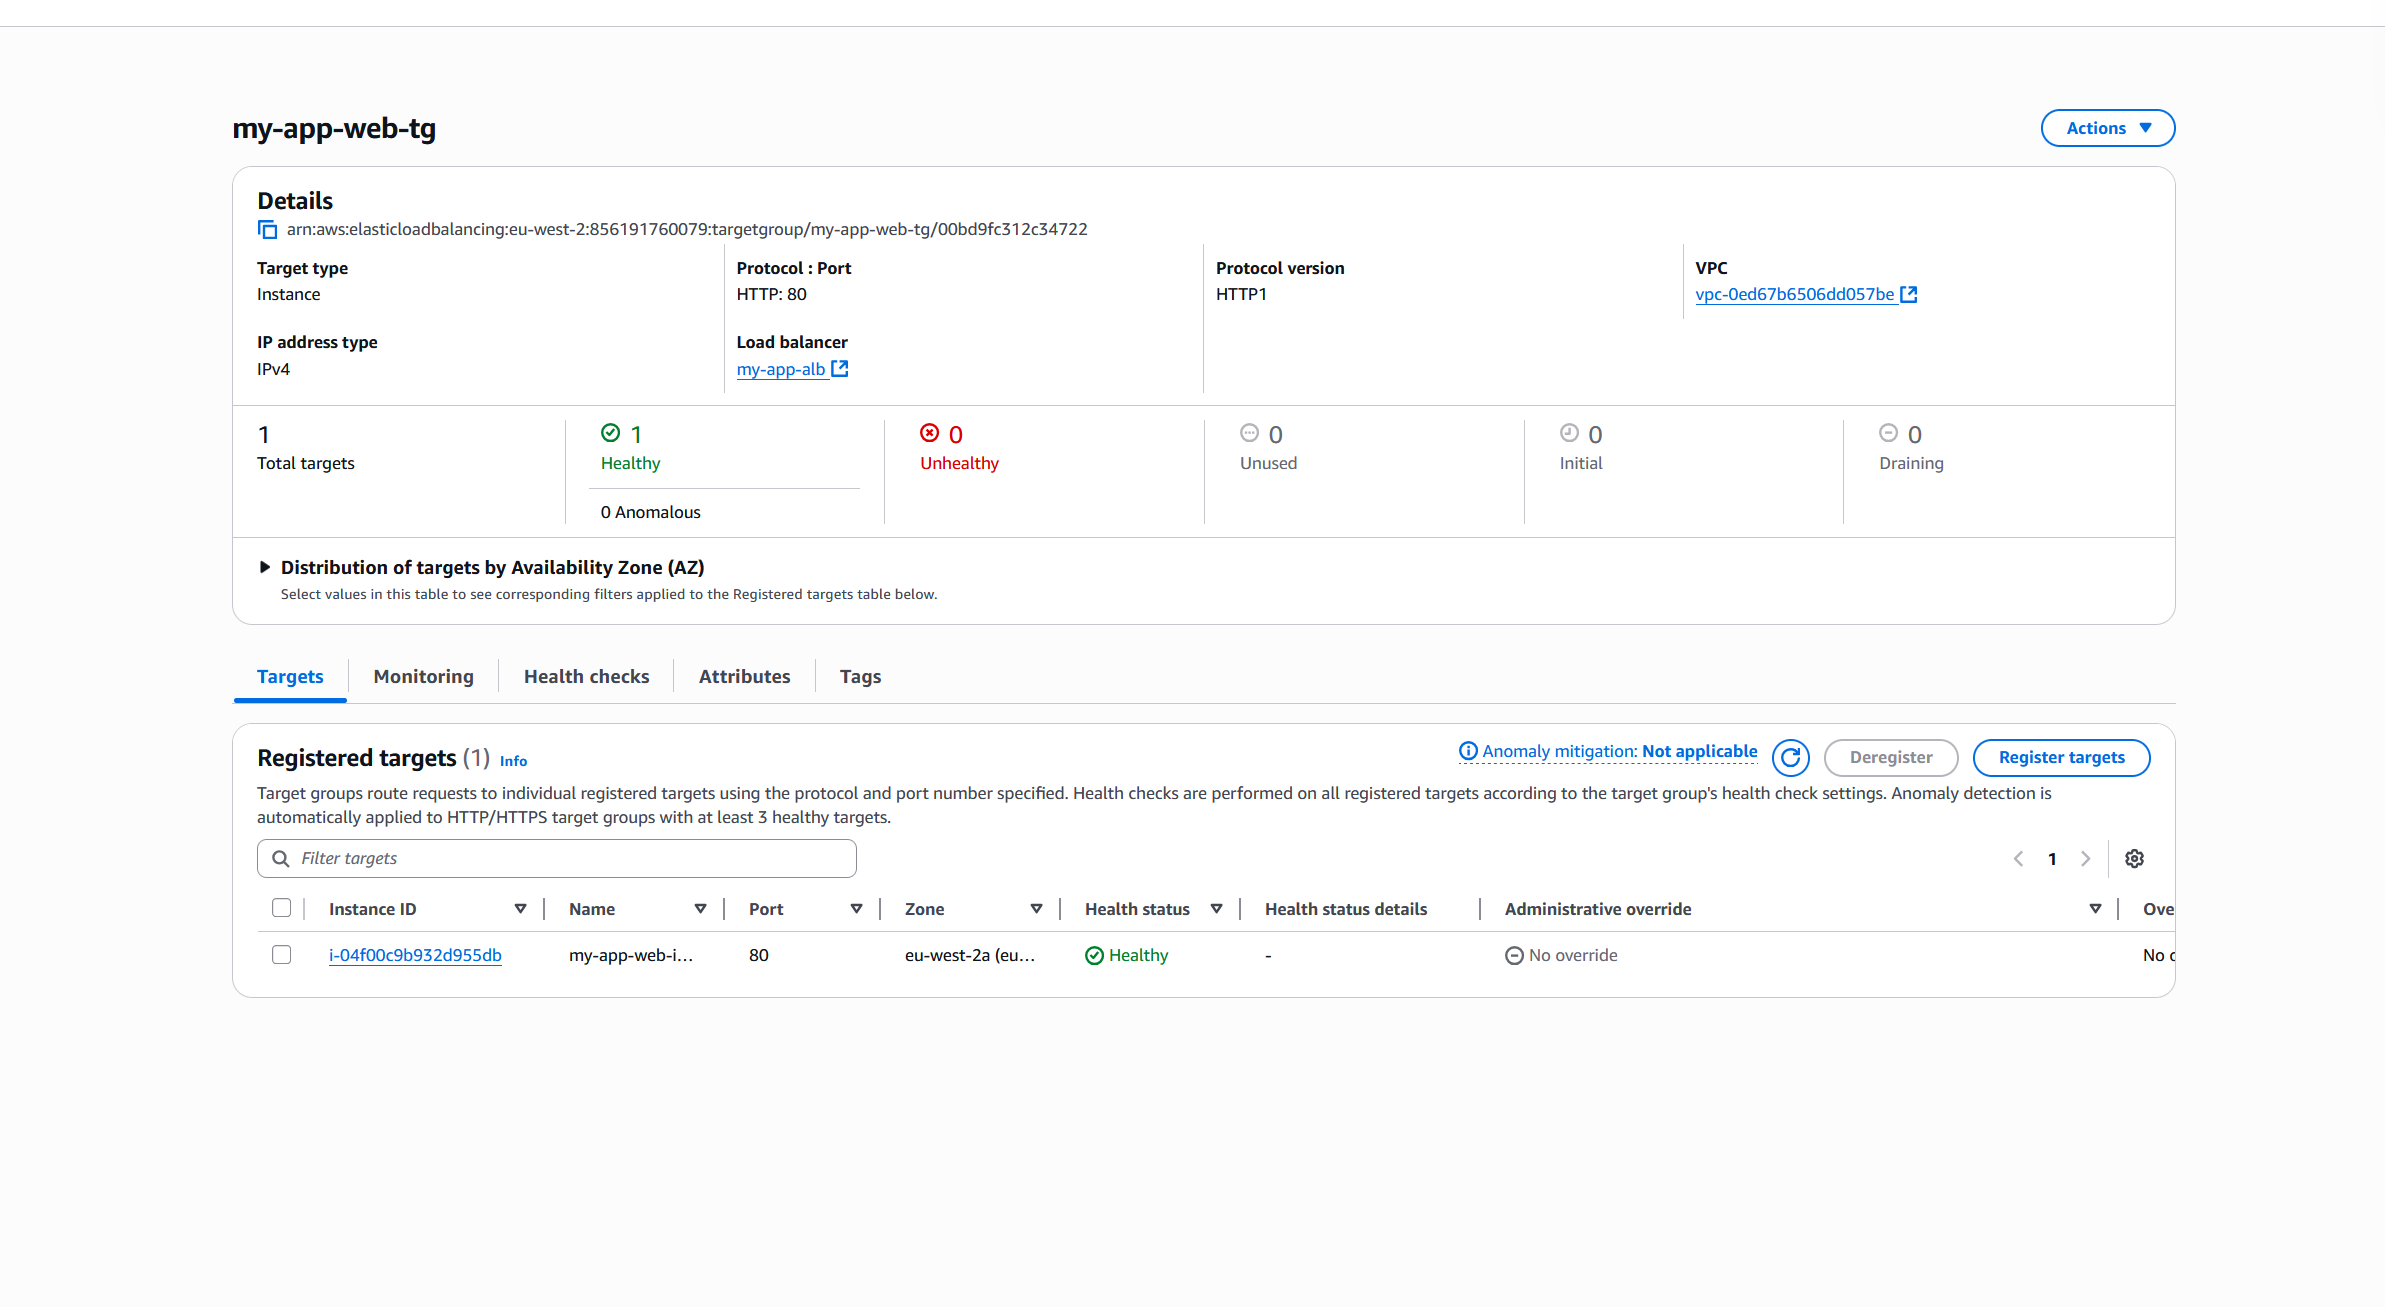 my-app-web-tg
Actions
Details
arn:aws:elasticloadbalancing:eu-west-2:856191760079:targetgroup/my-app-web-tg/00bd9fc312c34722
Target type
Instance
Protocol : Port
HTTP: 80
Protocol version
HTTP1
VPC
vpc-0ed67b6506dd057be
IP address type
IPv4
Load balancer
my-app-alb
1
Total targets
1
Healthy
0 Anomalous
0
Unhealthy
0
Unused
0
Initial
0
Draining
Distribution of targets by Availability Zone (AZ)
Select values in this table to see corresponding filters applied to the Registered targets table below.
Targets
Monitoring
Health checks
Attributes
Tags
Registered targets (1) Info
Anomaly mitigation: Not applicable
Deregister
Register targets
Target groups route requests to individual registered targets using the protocol and port number specified. Health checks are performed on all registered targets according to the target group's health check settings. Anomaly detection is
automatically applied to HTTP/HTTPS target groups with at least 3 healthy targets.
Filter targets
1
Instance ID Name Port Zone Health status Health status details Administrative override Ove
i-04f00c9b932d955db my-app-web-i... 80 eu-west-2a (eu... Healthy - No override No